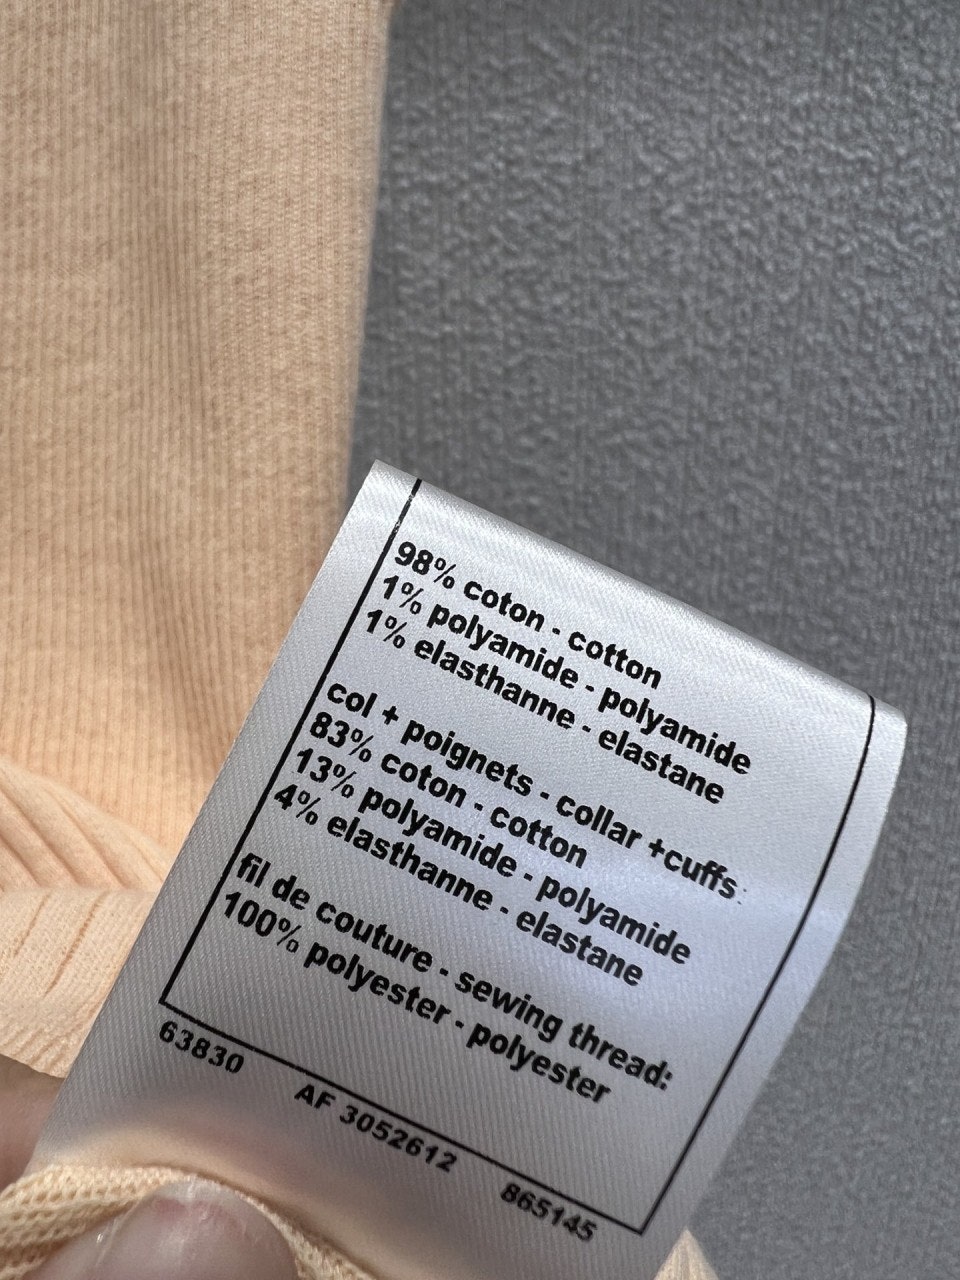 98% coton - cotton
1% polyamide - polyamide
1% elasthanne - elastane
col + poignets - collar +cuffs:
83% coton - cotton
13% polyamide - polyamide
4% elasthanne - elastane
fil de couture - sewing thread:
100% polyester - polyester
63830 AF 3052612 865145